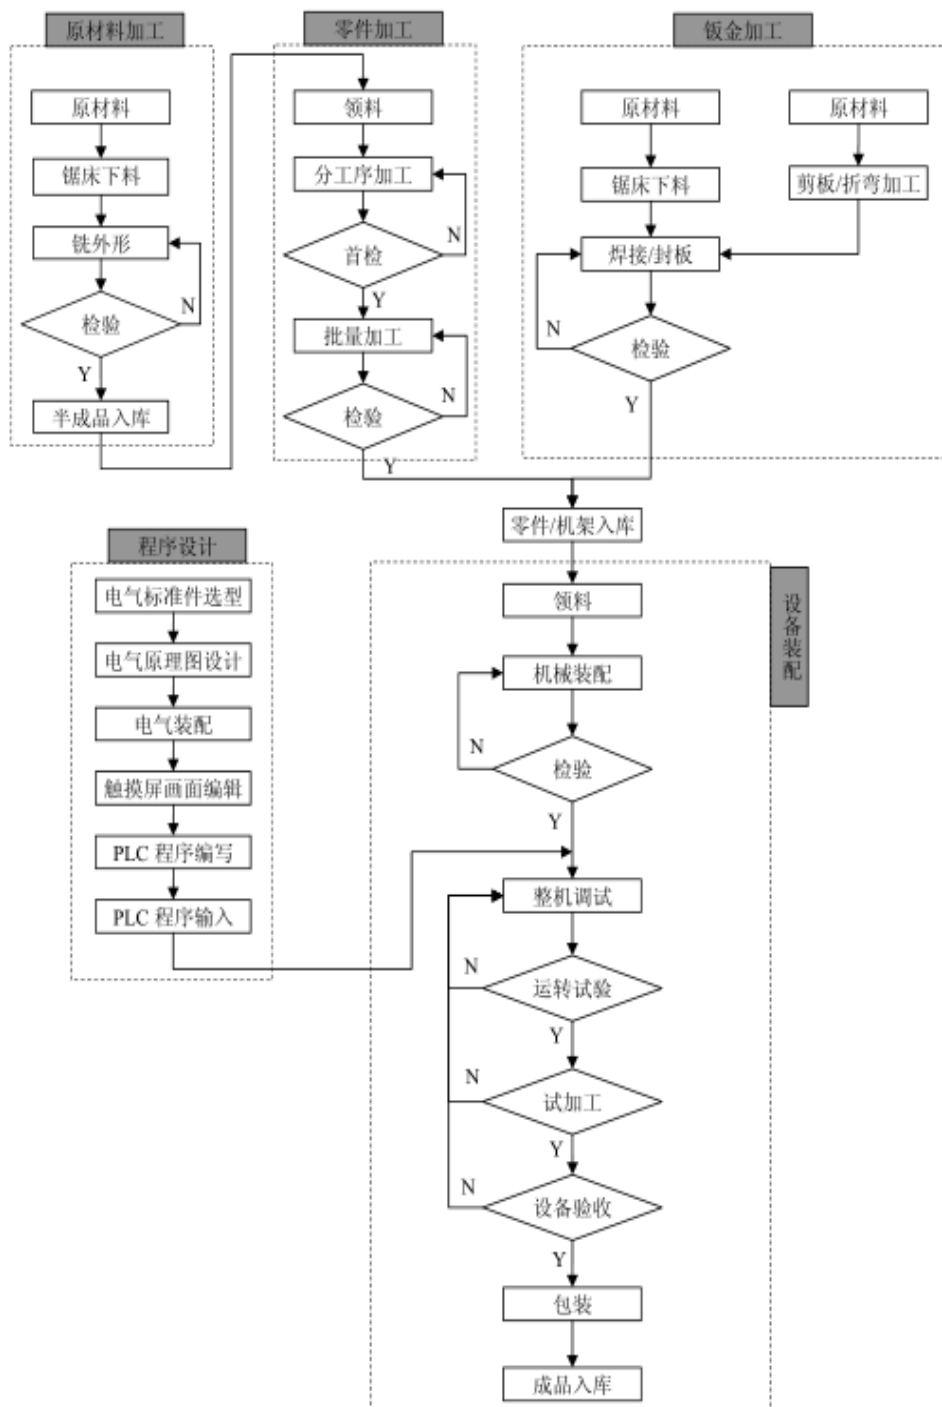 原材料加工
原材料
锯床下料
铣外形
N
检验
Y
半成品入库
零件加工
领料
分工序加工
N
首检
Y
批量加工
N
检验
Y
钣金加工
原材料
原材料
锯床下料
剪板/折弯加工
焊接/封板
N
检验
Y
零件/机架入库
程序设计
电气标准件选型
电气原理图设计
电气装配
触摸屏画面编辑
PLC 程序编写
PLC 程序输入
设备装配
领料
机械装配
N
检验
Y
整机调试
N
运转试验
Y
N
试加工
Y
N
设备验收
Y
包装
成品入库